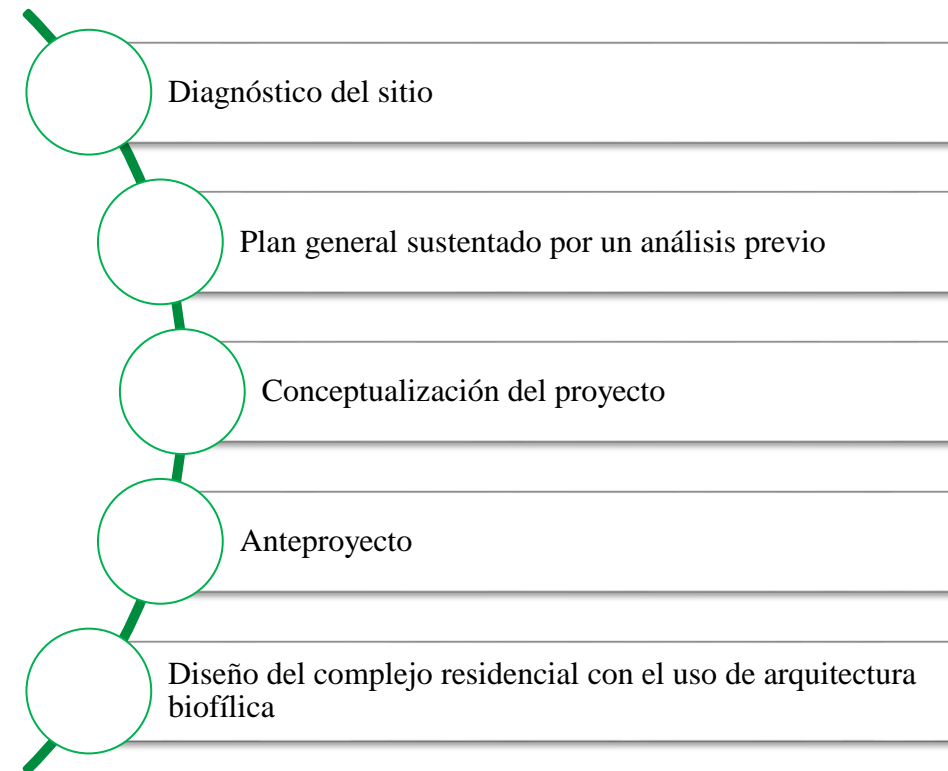 Diagnóstico del sitio
Plan general sustentado por un análisis previo
Conceptualización del proyecto
Anteproyecto
Diseño del complejo residencial con el uso de arquitectura
biofílica